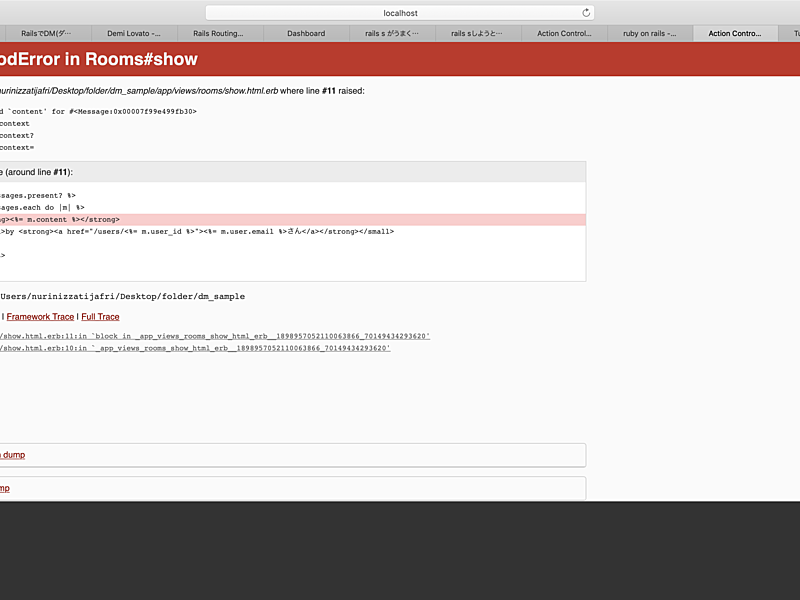 localhost
RailsでDM(ダ…
Demi Lovato -...
Rails Routing...
Dashboard
rails s がうまく…
rails sしようと…
Action Control...
ruby on rails -...
Action Contro...
Tu
odError in Rooms#show
urinizzatijafri/Desktop/folder/dm_sample/app/views/rooms/show.html.erb where line #11 raised:
d `content' for #<Message:0x00007f99e499fb30>
context
context?
context=
e (around line #11):
ssages.present? %>
sages.each do |m| %>
ng><%= m.content %></strong>
l>by <strong><a href="/users/<%= m.user_id %>"><%= m.user.email %>さん</a></strong></small>
>
Users/nurinizzatijafri/Desktop/folder/dm_sample
| Framework Trace | Full Trace
/show.html.erb:11:in `block in _app_views_rooms_show_html_erb__1898957052110063866_70149434293620'
/show.html.erb:10:in `_app_views_rooms_show_html_erb__1898957052110063866_70149434293620'
n dump
mp